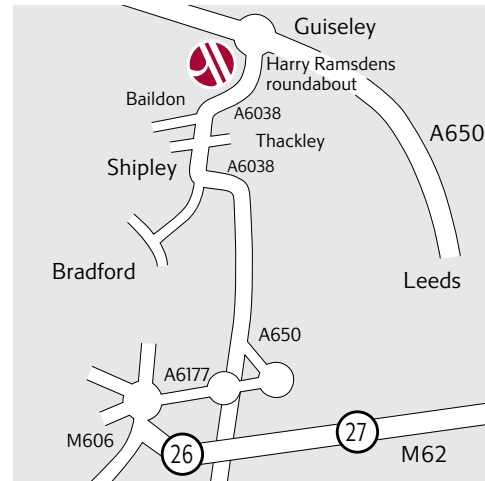 Guiseley
Harry Ramsdens
roundabout
Baildon
A6038
Thackley
A650
Shipley
A6038
Bradford
Leeds
A650
A6177
M606
26
27
M62